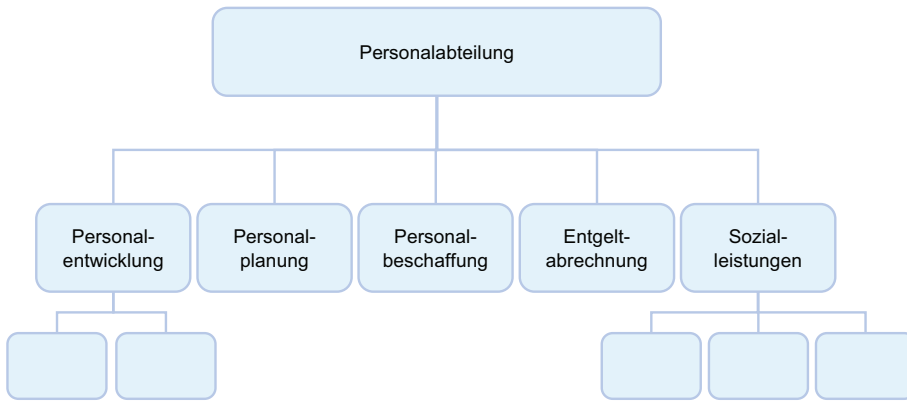 Personalabteilung
Personal-
entwicklung
Personal-
planung
Personal-
beschaffung
Entgelt-
abrechnung
Sozial-
leistungen